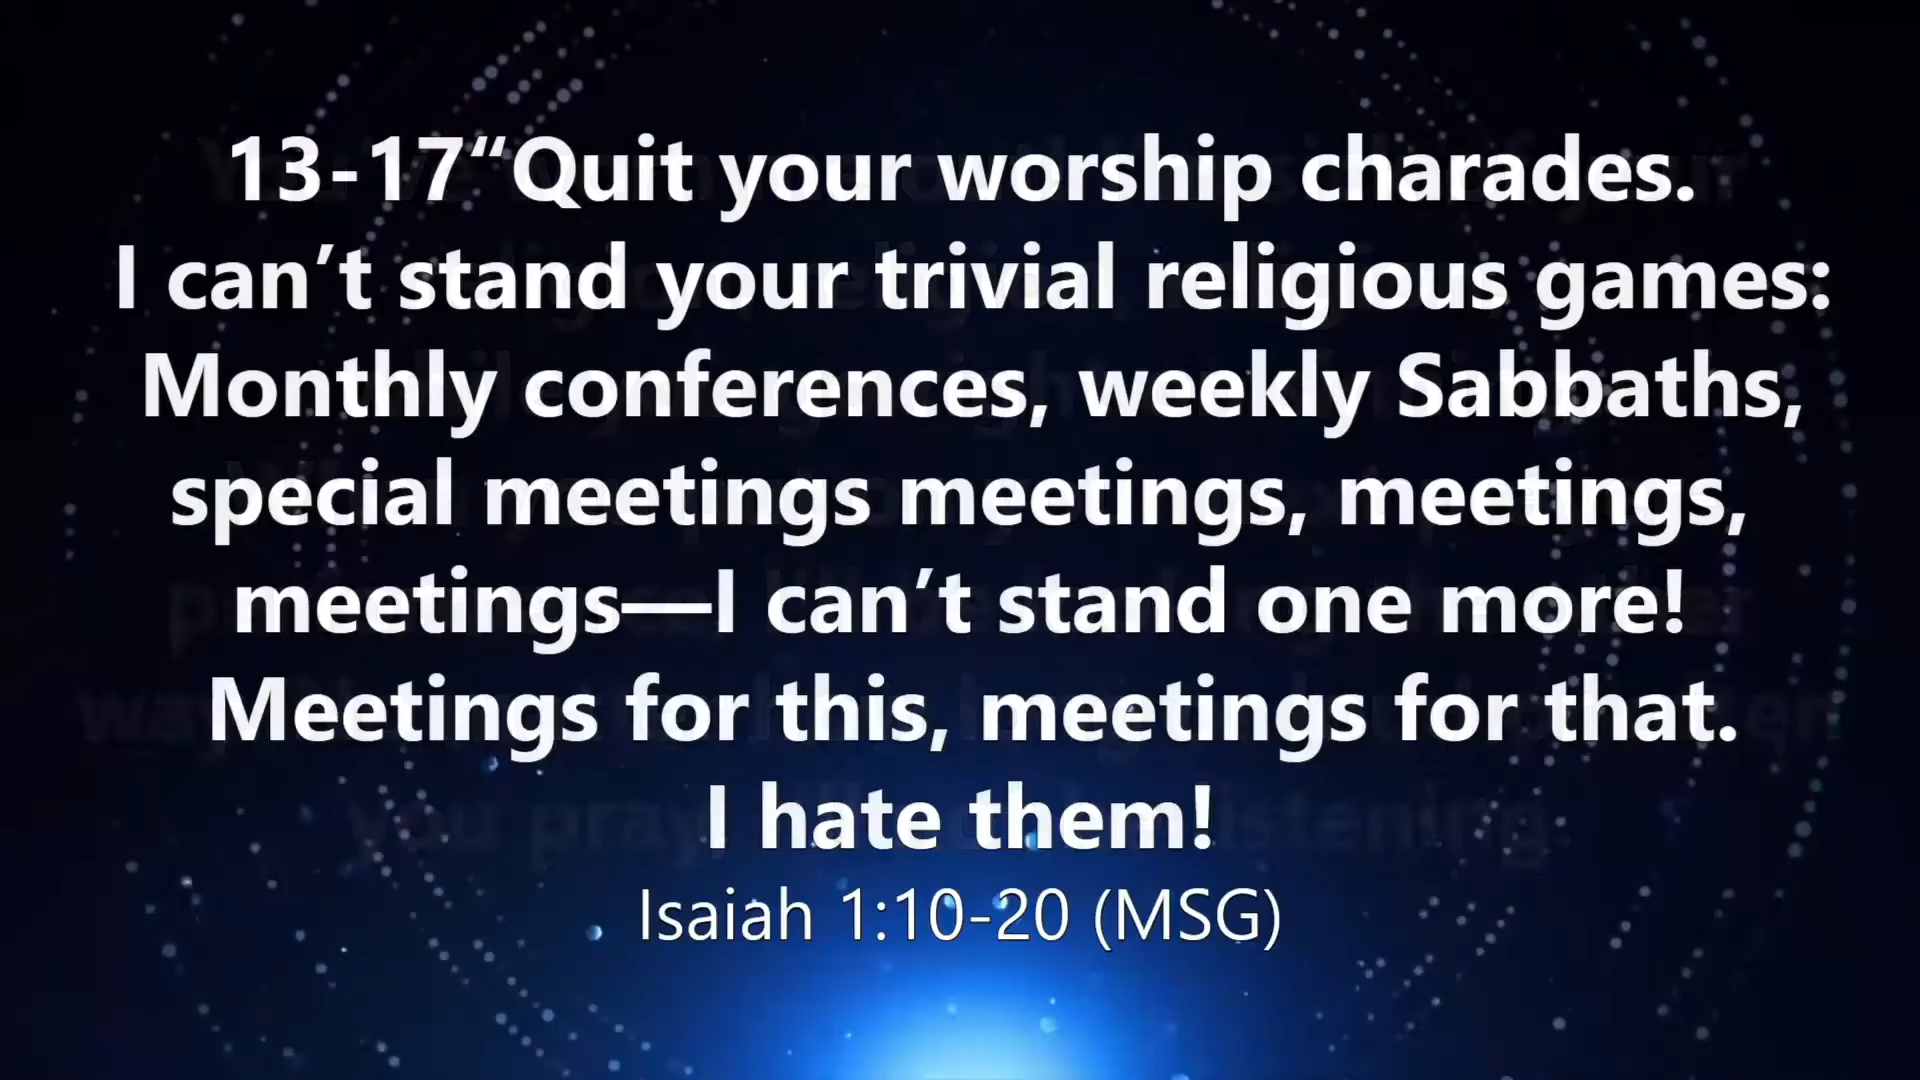 13-17“Quit your worship charades.
I can’t stand your trivial religious games:
Monthly conferences, weekly Sabbaths,
special meetings meetings, meetings,
meetings—I can’t stand one more!
Meetings for this, meetings for that.
I hate them!
Isaiah 1:10-20 (MSG)